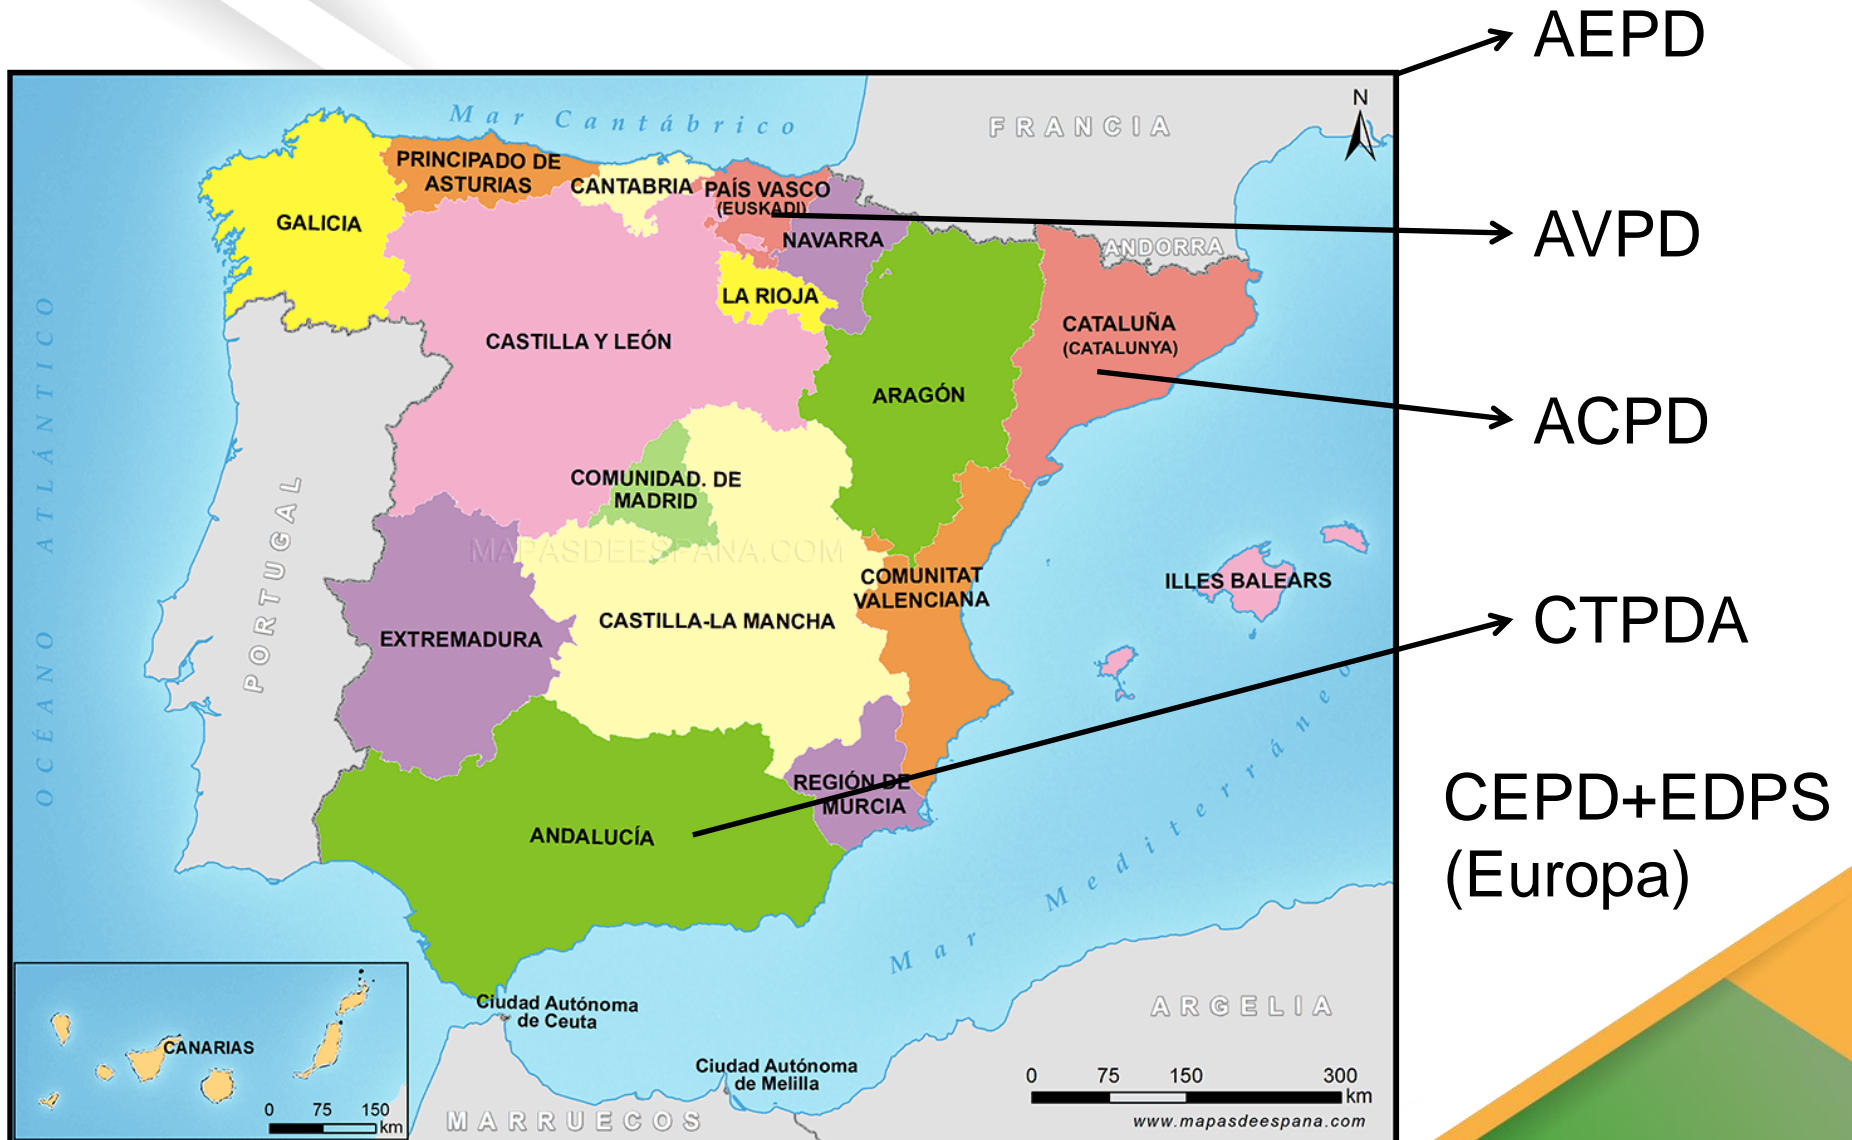 AEPD
Mar Cantábrico
FRANCIA
N
PRINCIPADO DE
ASTURIAS
CANTABRIA
PAÍS VASCO
(EUSKADI)
GALICIA
NAVARRA
ANDORRA
AVPD
LA RIOJA
CASTILLA Y LEÓN
CATALUÑA
(CATALUNYA)
ARAGÓN
ACPD
OCÉANO ATLÁNTICO
PORTUGAL
COMUNIDAD. DE
MADRID
MAPASDEESPANA.COM
COMUNITAT
VALENCIANA
ILLES BALEARS
CASTILLA-LA MANCHA
EXTREMADURA
CTPDA
REGIÓN DE
MURCIA
ANDALUCÍA
Mar Mediterráneo
CEPD+EDPS
(Europa)
Ciudad Autónoma
de Ceuta
ARGELIA
CANARIAS
Ciudad Autónoma
de Melilla
0 75 150
km
0 75 150 300
km
MARRUECOS
www.mapasdeespana.com